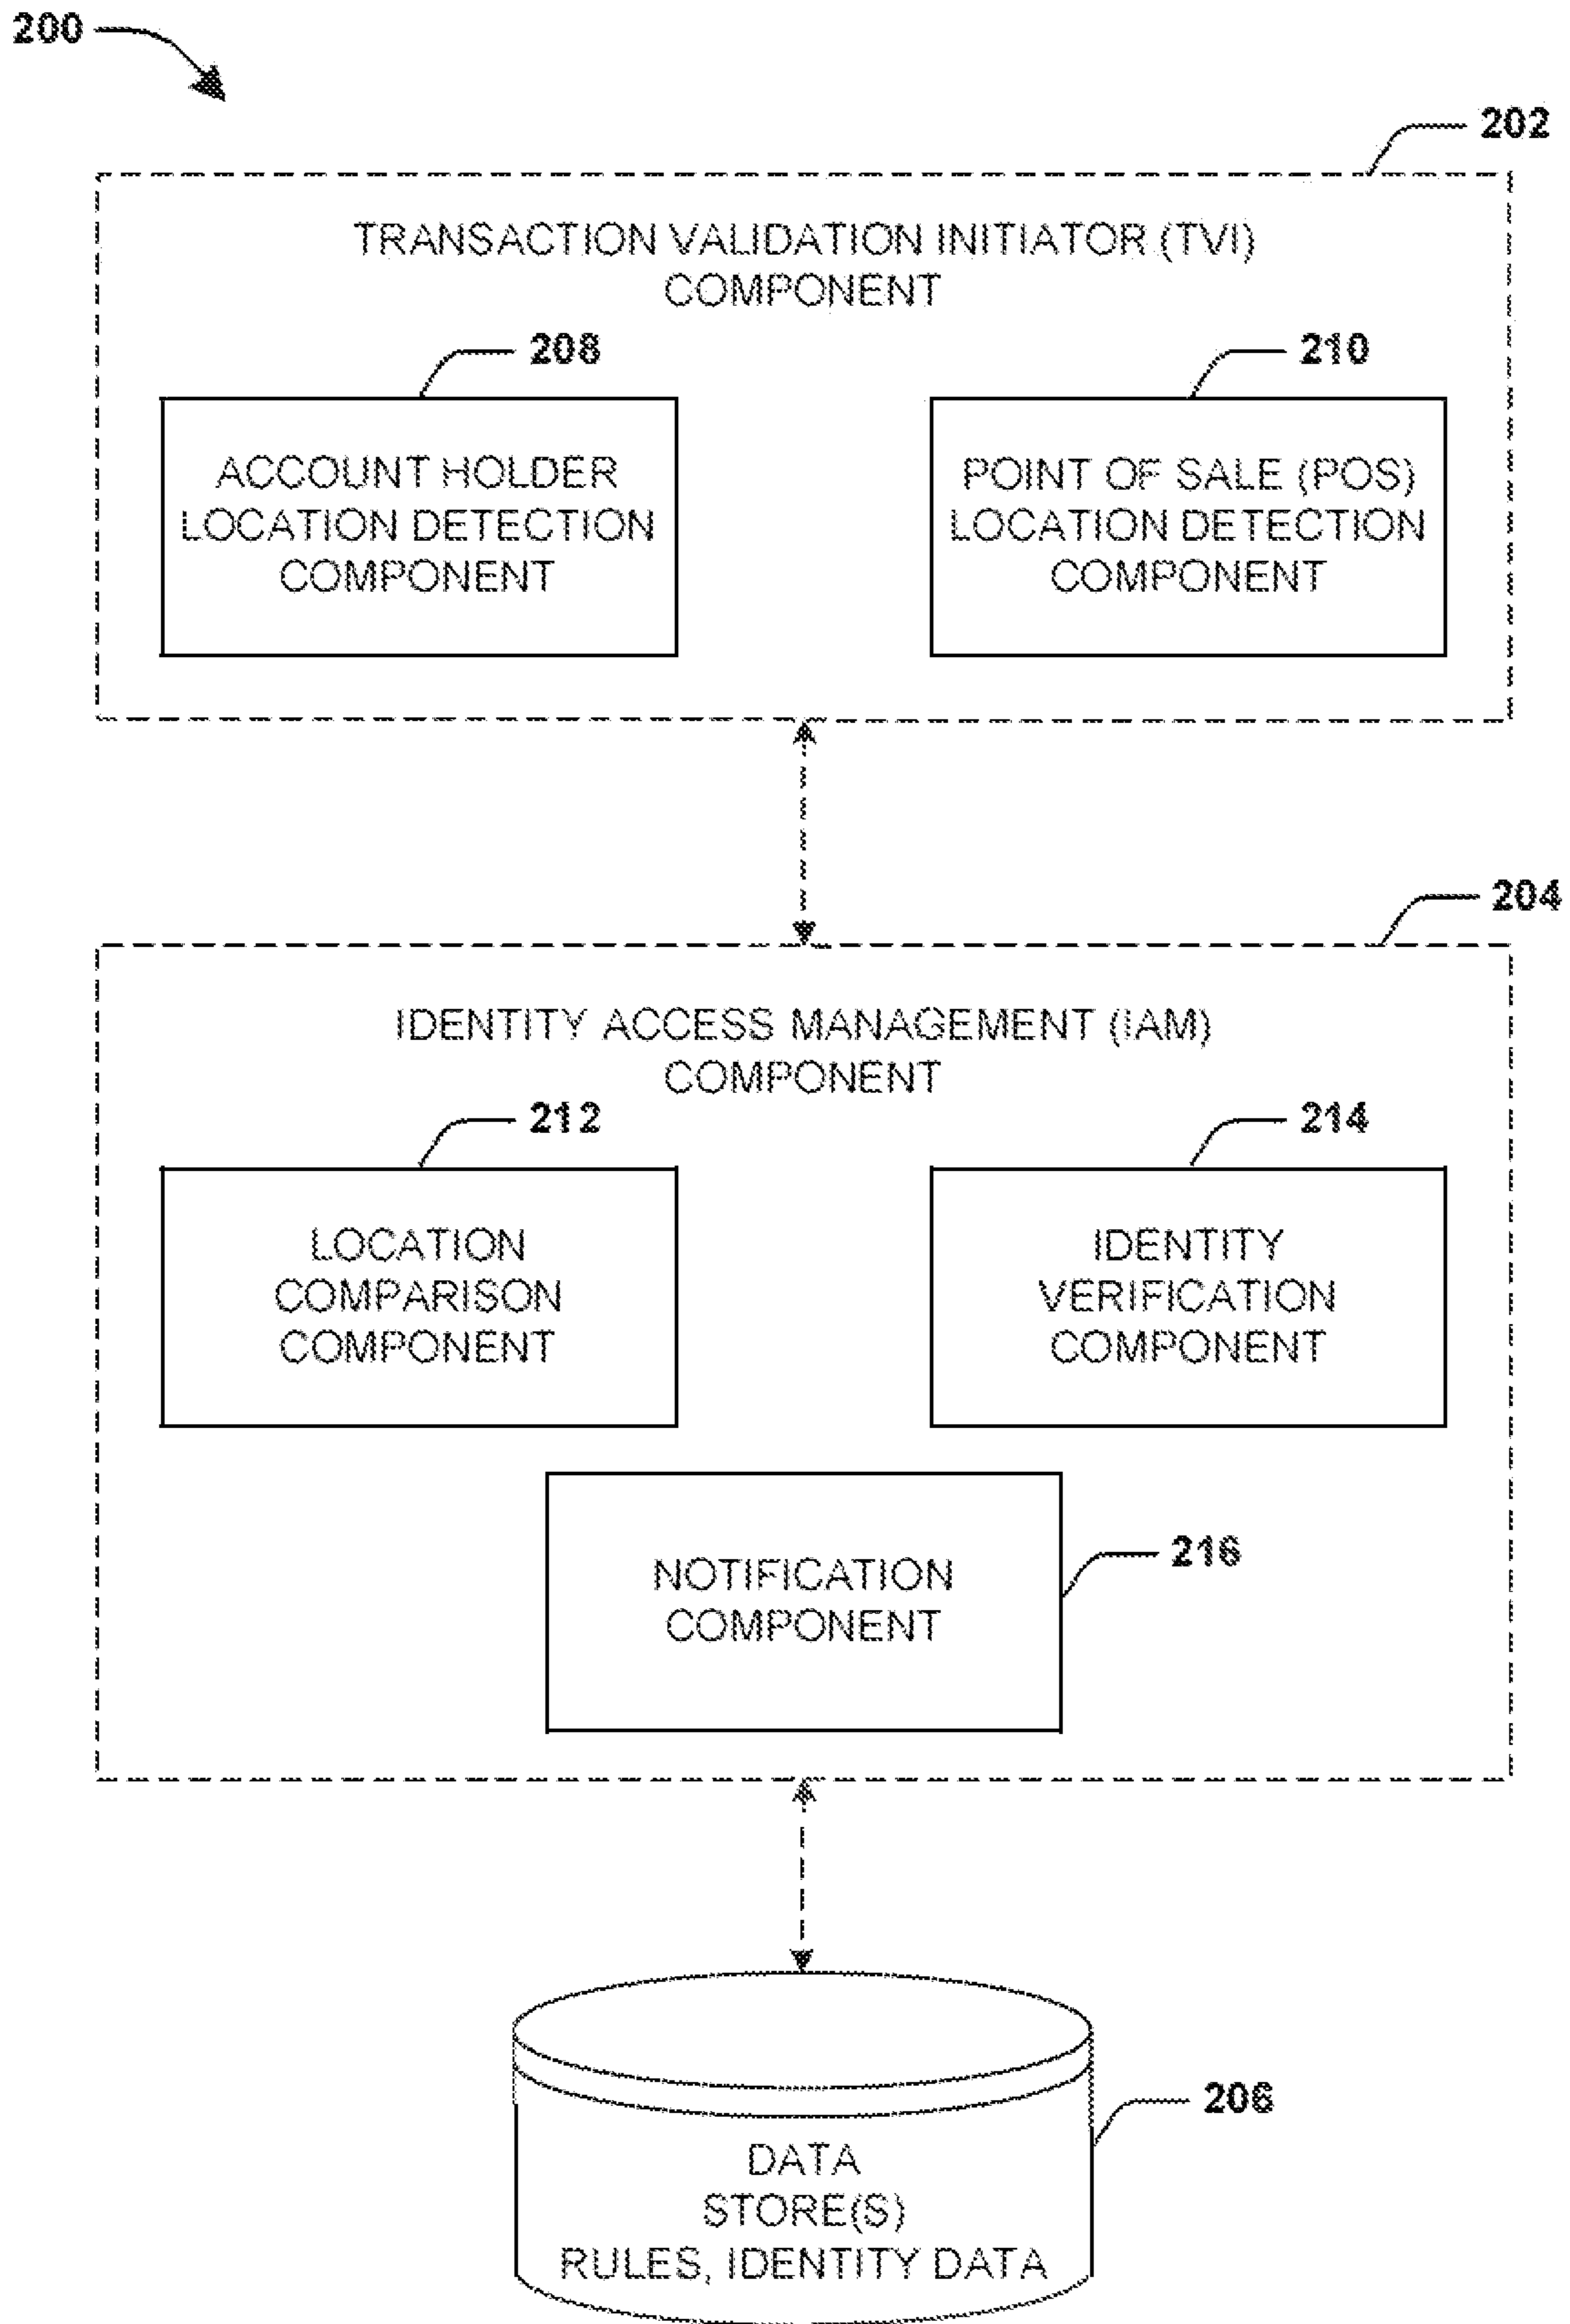 200
202
TRANSACTION VALIDATION INITIATOR (TVI)
COMPONENT
208
210
ACCOUNT HOLDER
LOCATION DETECTION
COMPONENT
POINT OF SALE (POS)
LOCATION DETECTION
COMPONENT
204
IDENTITY ACCESS MANAGEMENT (IAM)
COMPONENT
212
214
LOCATION
COMPARISON
COMPONENT
IDENTITY
VERIFICATION
COMPONENT
NOTIFICATION
COMPONENT
216
206
DATA
STORE(S)
RULES, IDENTITY DATA